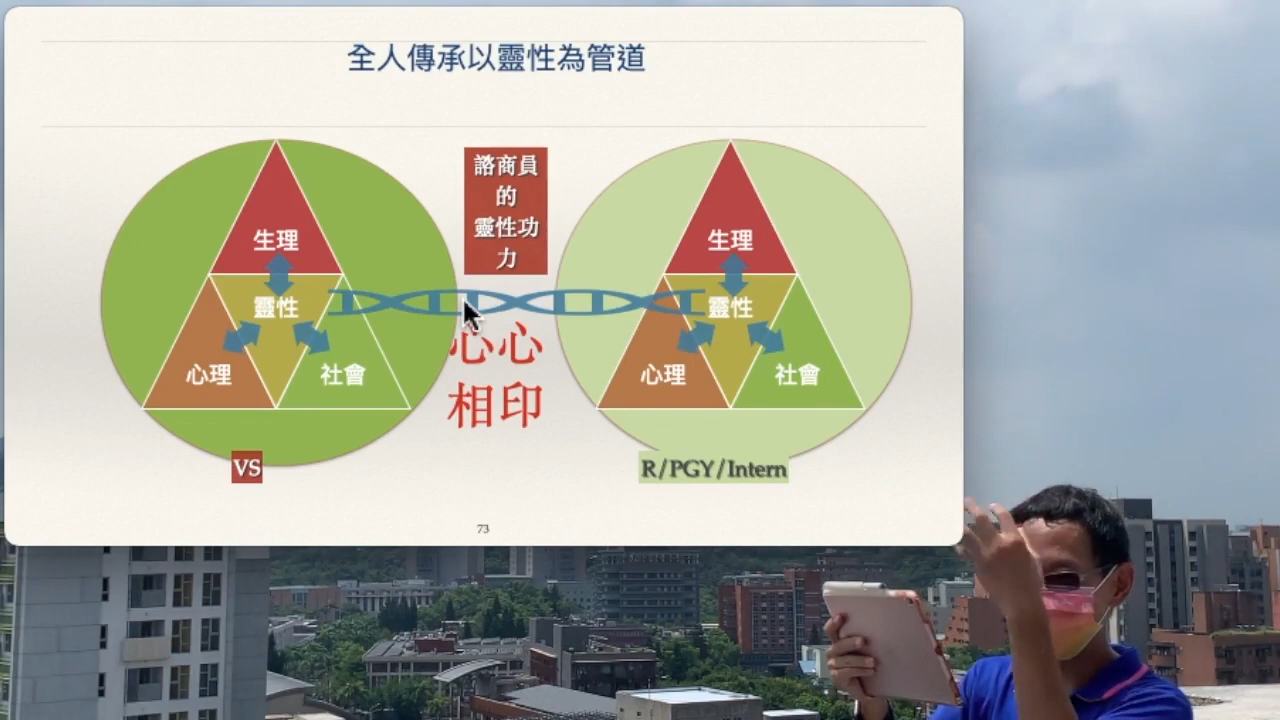 全人傳承以靈性為管道
諮商員
的
靈性功
力
生理
靈性
心理
社會
心心
相印
生理
靈性
心理
社會
VS
R/PGY/Intern
73